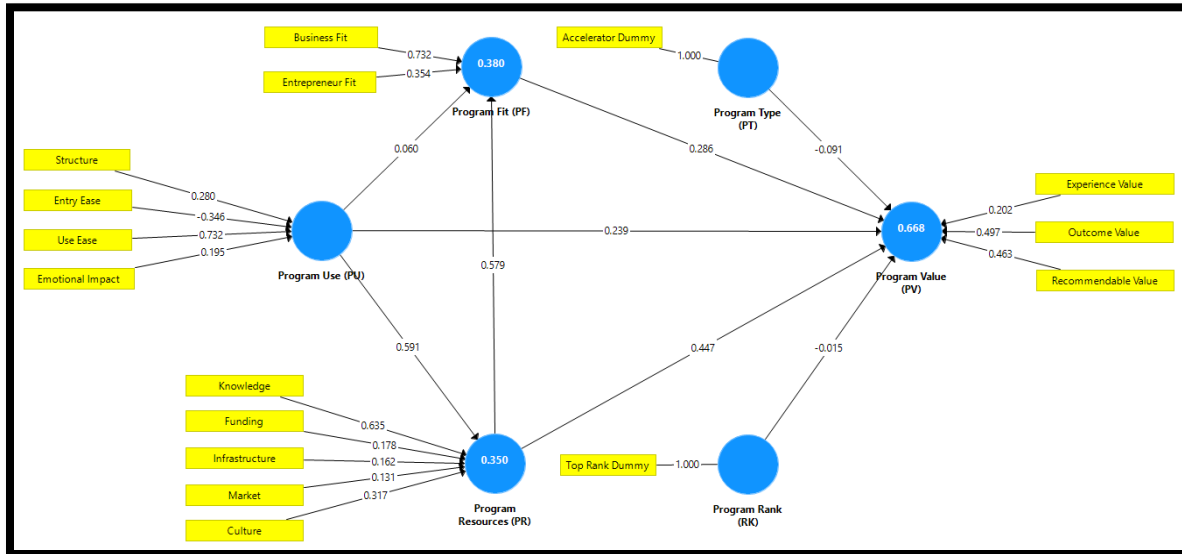 Business Fit
0.732
Entrepreneur Fit
0.354
0.380
Program Fit (PF)
Accelerator Dummy
1.000
Program Type
(PT)
0.060
0.286
-0.091
Structure
0.280
Entry Ease
-0.346
Use Ease
0.732
Emotional Impact
0.195
Program Use (PU)
0.239
0.579
0.668
Program Value
(PV)
Experience Value
0.202
Outcome Value
0.497
Recommendable Value
0.463
0.591
0.447
-0.015
Knowledge
0.635
Funding
0.178
Infrastructure
0.162
Market
0.131
Culture
0.317
0.350
Program
Resources (PR)
Top Rank Dummy
1.000
Program Rank
(RK)